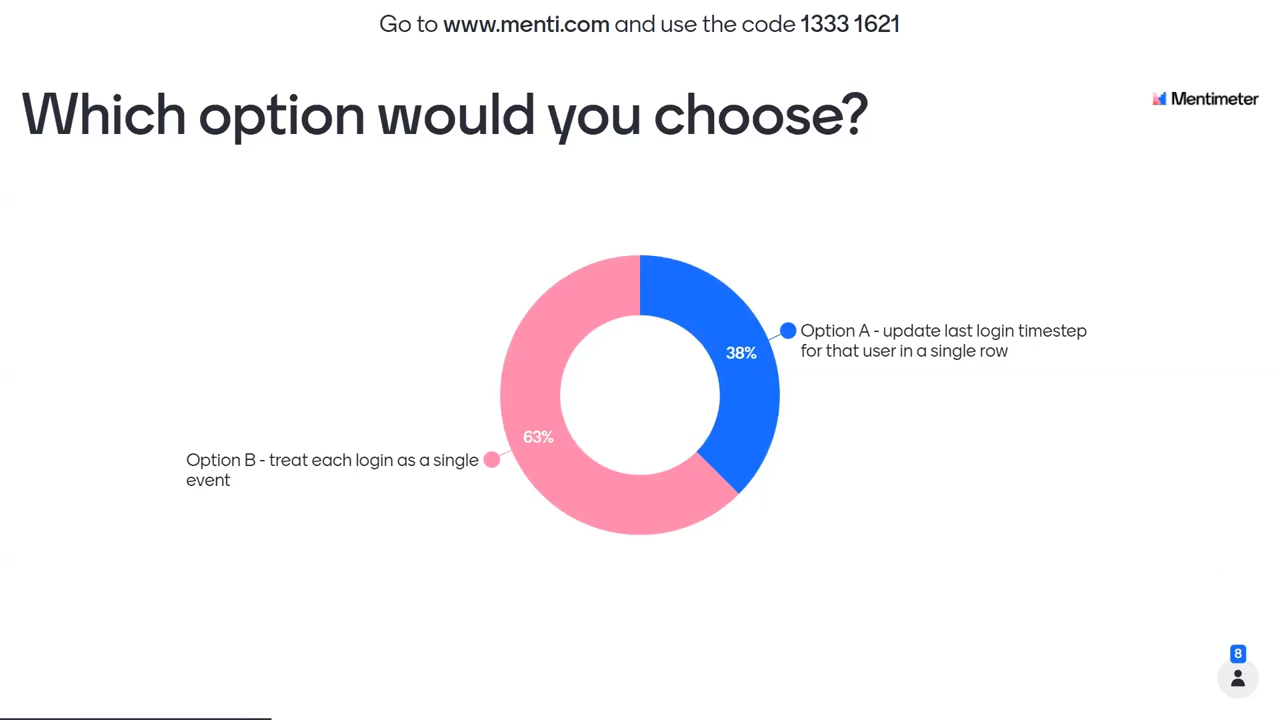 Go to www.menti.com and use the code 1333 1621
Which option would you choose?
Mentimeter
38%
Option A - update last login timestep
for that user in a single row
63%
Option B - treat each login as a single
event
8